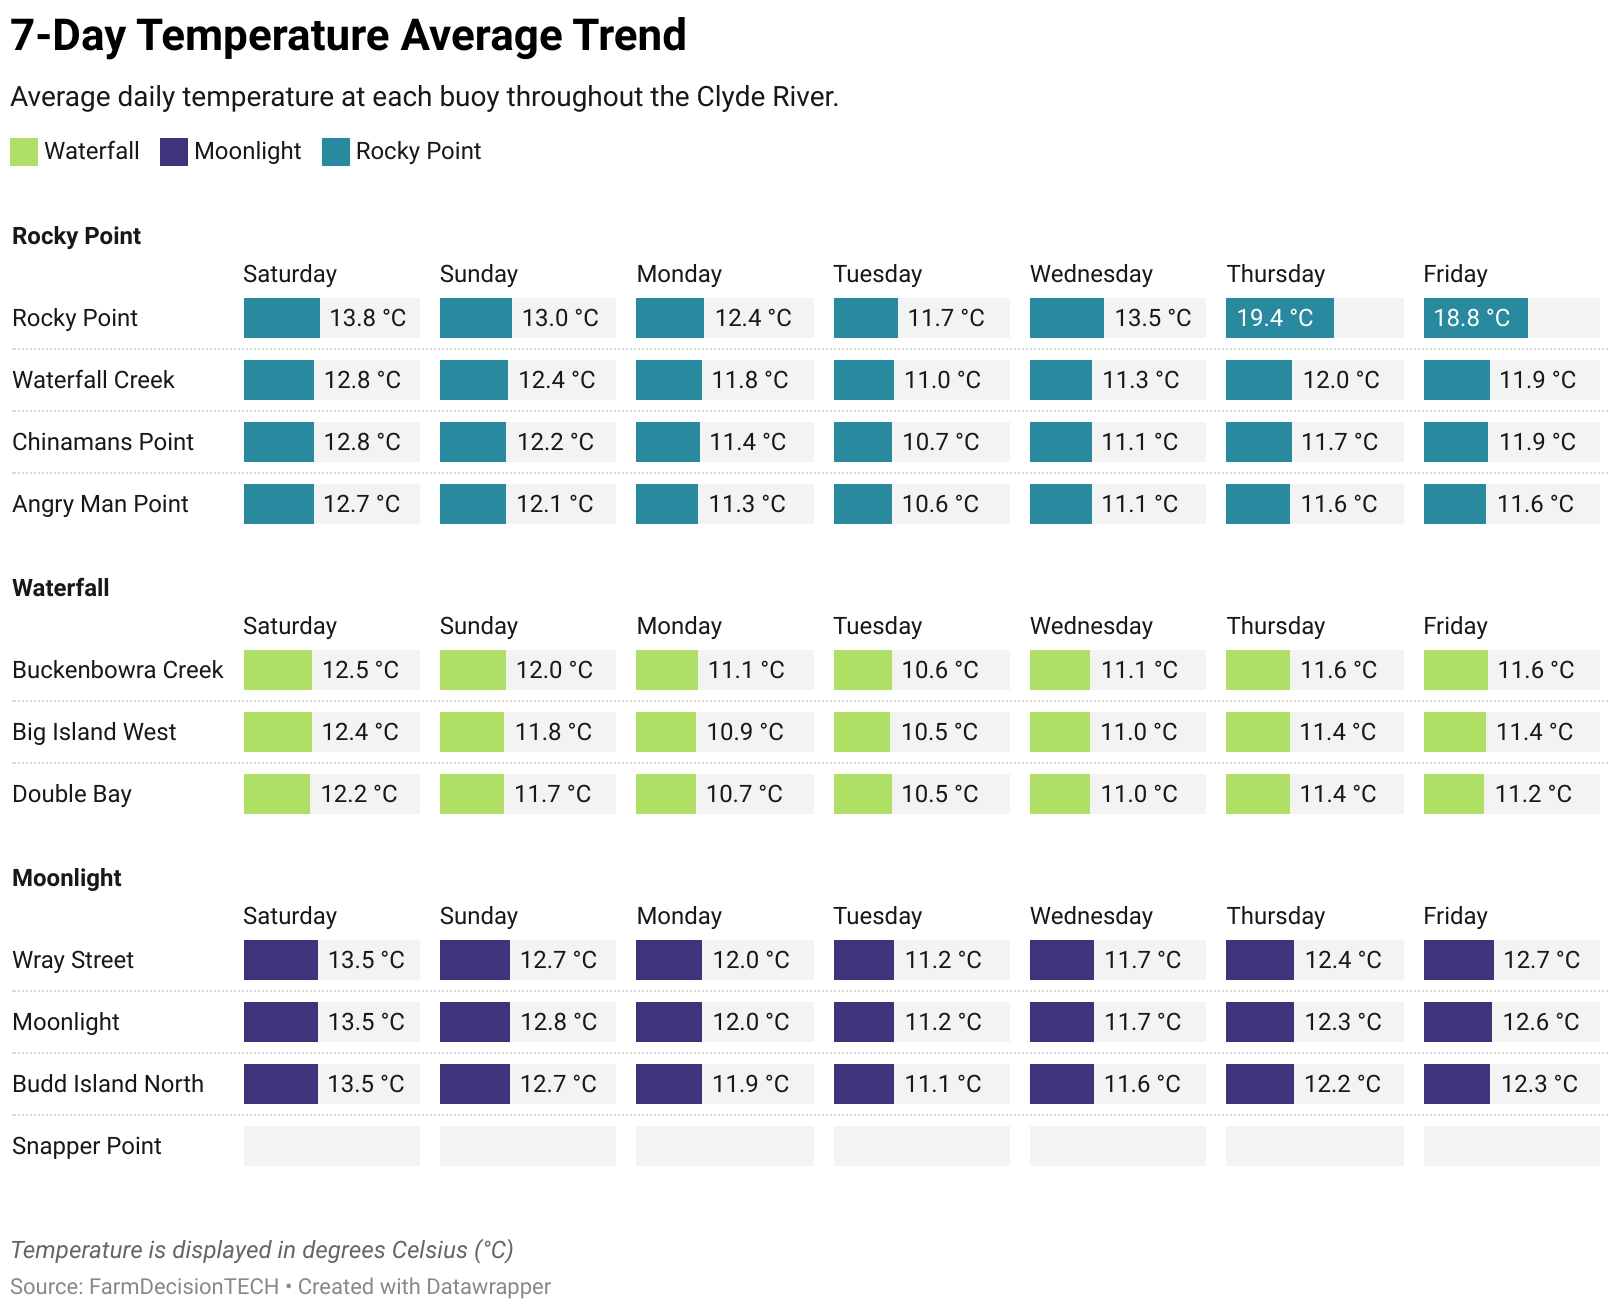 7-Day Temperature Average Trend
Average daily temperature at each buoy throughout the Clyde River.
Waterfall Moonlight Rocky Point
Rocky Point
Saturday Sunday Monday Tuesday Wednesday Thursday Friday
Rocky Point 13.8 °C 13.0 °C 12.4 °C 11.7 °C 13.5 °C 19.4 °C 18.8 °C
Waterfall Creek 12.8 °C 12.4 °C 11.8 °C 11.0 °C 11.3 °C 12.0 °C 11.9 °C
Chinamans Point 12.8 °C 12.2 °C 11.4 °C 10.7 °C 11.1 °C 11.7 °C 11.9 °C
Angry Man Point 12.7 °C 12.1 °C 11.3 °C 10.6 °C 11.1 °C 11.6 °C 11.6 °C
Waterfall
Saturday Sunday Monday Tuesday Wednesday Thursday Friday
Buckenbowra Creek 12.5 °C 12.0 °C 11.1 °C 10.6 °C 11.1 °C 11.6 °C 11.6 °C
Big Island West 12.4 °C 11.8 °C 10.9 °C 10.5 °C 11.0 °C 11.4 °C 11.4 °C
Double Bay 12.2 °C 11.7 °C 10.7 °C 10.5 °C 11.0 °C 11.4 °C 11.2 °C
Moonlight
Saturday Sunday Monday Tuesday Wednesday Thursday Friday
Wray Street 13.5 °C 12.7 °C 12.0 °C 11.2 °C 11.7 °C 12.4 °C 12.7 °C
Moonlight 13.5 °C 12.8 °C 12.0 °C 11.2 °C 11.7 °C 12.3 °C 12.6 °C
Budd Island North 13.5 °C 12.7 °C 11.9 °C 11.1 °C 11.6 °C 12.2 °C 12.3 °C
Snapper Point
Temperature is displayed in degrees Celsius (°C)
Source: FarmDecisionTECH • Created with Datawrapper